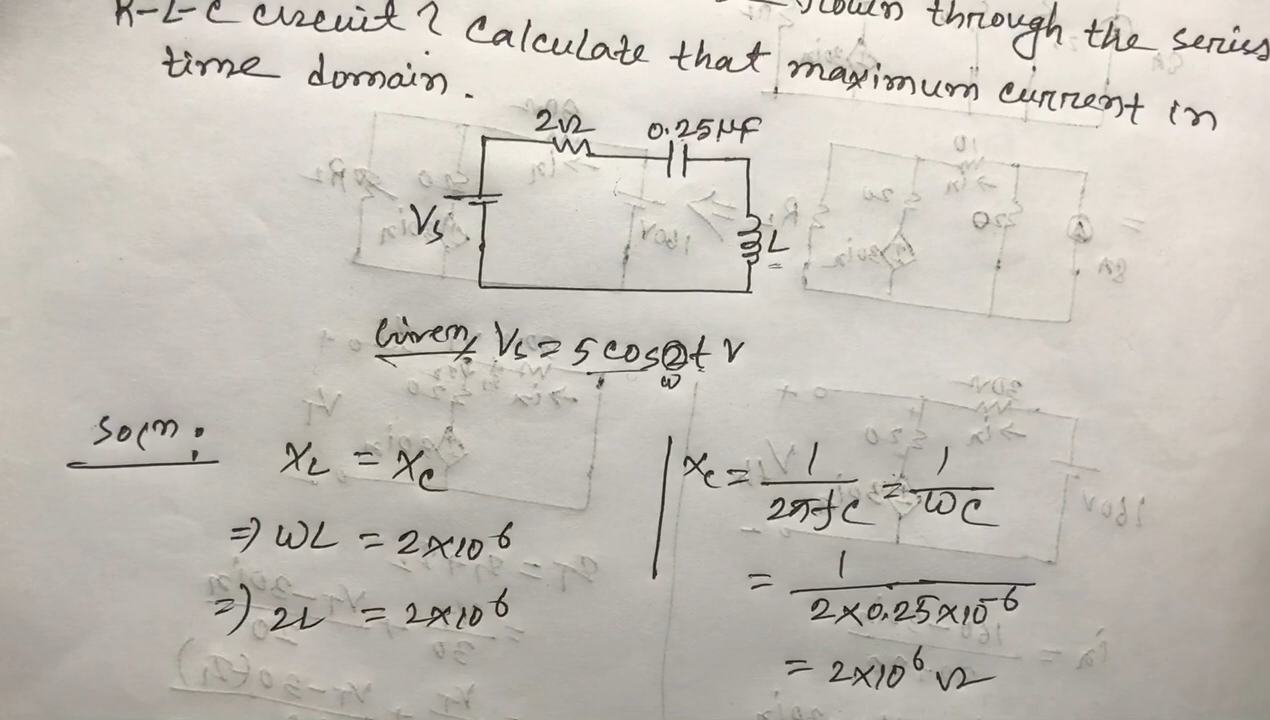 R-L-C circuit? Calculate that maximum current in
through the series
time domain.
2Ω 0.25μF
Vs
L
Given, Vs = 5 cos2t V
ω
Soln:
XL = XC
⇒ ωL = 2×10^6
⇒ 2L = 2×10^6
Xc = 1/2πfC = 1/ωC
= 1/2×0.25×10^-6
= 2×10^6 Ω